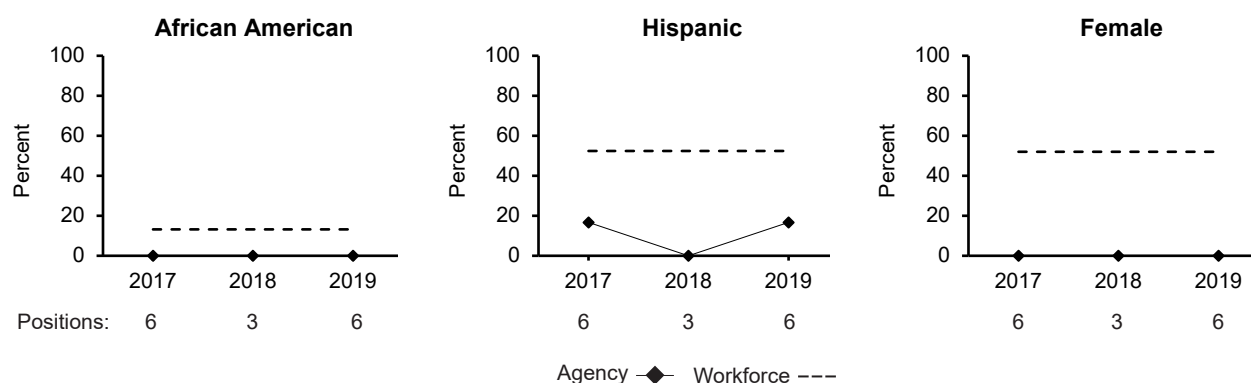 African American Hispanic Female
100 100 100
80 80 80
60 60 60
Percent Percent Percent
40 40 40
20 20 20
0 0 0
2017 2018 2019 2017 2018 2019 2017 2018 2019
Positions: 6 3 6 6 3 6 6 3 6
Agency Workforce